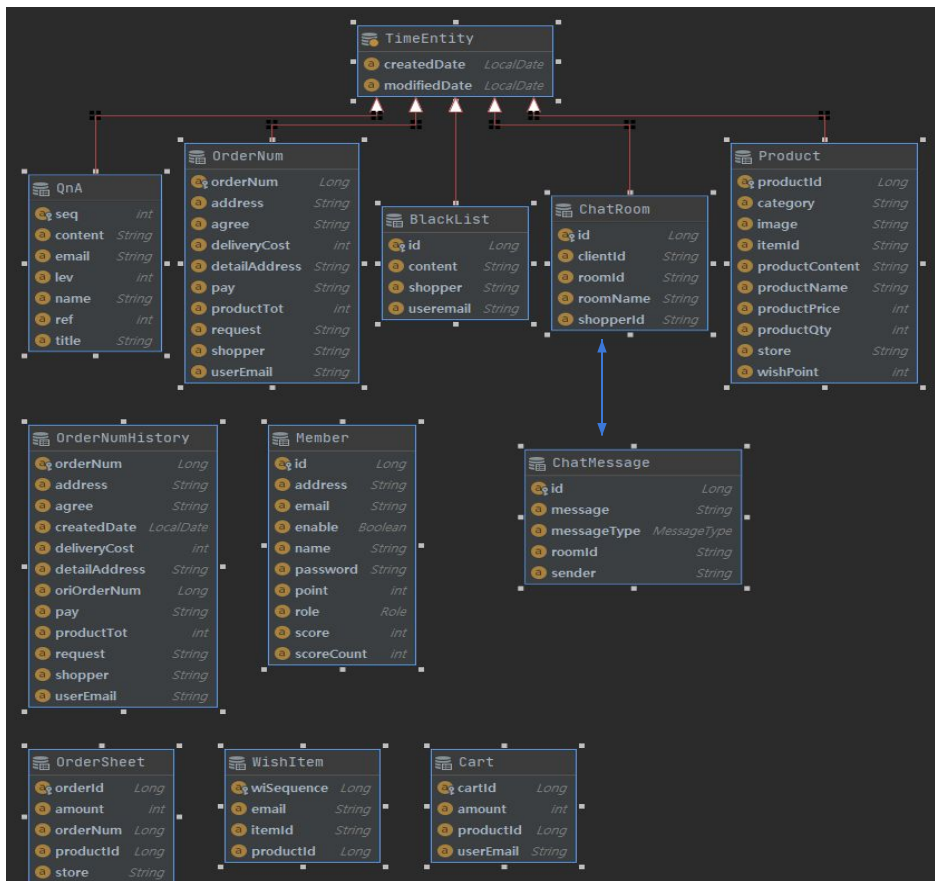 TimeEntity
createdDate LocalDate
modifiedDate LocalDate
QnA
seq int
content String
email String
lev int
name String
ref int
title String
OrderNum
orderNum Long
address String
agree String
deliveryCost int
detailAddress String
pay String
productTot int
request String
shopper String
userEmail String
BlackList
id Long
content String
shopper String
useremail String
ChatRoom
id Long
clientId String
roomId String
roomName String
shopperId String
Product
productId Long
category String
image String
itemId String
productContent String
productName String
productPrice int
productQty int
store String
wishPoint int
OrderNumHistory
orderNum Long
address String
agree String
createdDate LocalDate
deliveryCost int
detailAddress String
oriOrderNum Long
pay String
productTot int
request String
shopper String
userEmail String
Member
id Long
address String
email String
enable Boolean
name String
password String
point int
role Role
score int
scoreCount int
ChatMessage
id Long
message String
messageType MessageType
roomId String
sender String
OrderSheet
orderId Long
amount int
orderNum Long
productId Long
store String
WishItem
wiSequence Long
email String
itemId String
productId Long
Cart
cartId Long
amount int
productId Long
userEmail String